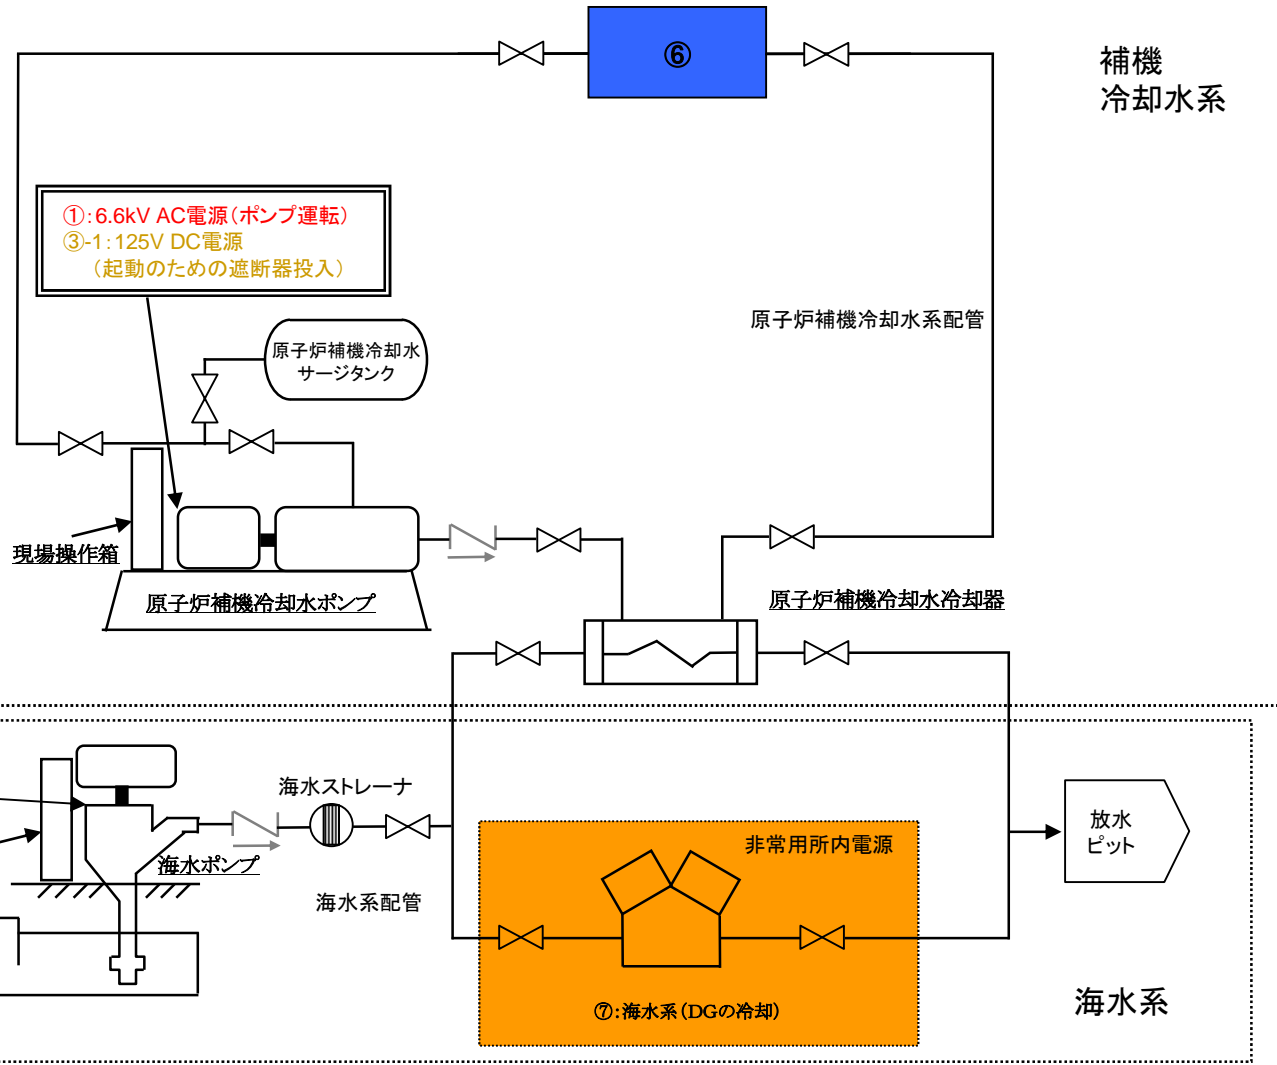 ⑥
補機
冷却水系
①:6.6kV AC電源(ポンプ運転)
③-1:125V DC電源
(起動のための遮断器投入)
原子炉補機冷却水系配管
原子炉補機冷却水
サージタンク
現場操作箱
原子炉補機冷却水ポンプ
原子炉補機冷却水冷却器
海水ストレーナ
海水ポンプ
放水
ピット
非常用所内電源
海水系配管
⑦:海水系(DGの冷却)
海水系